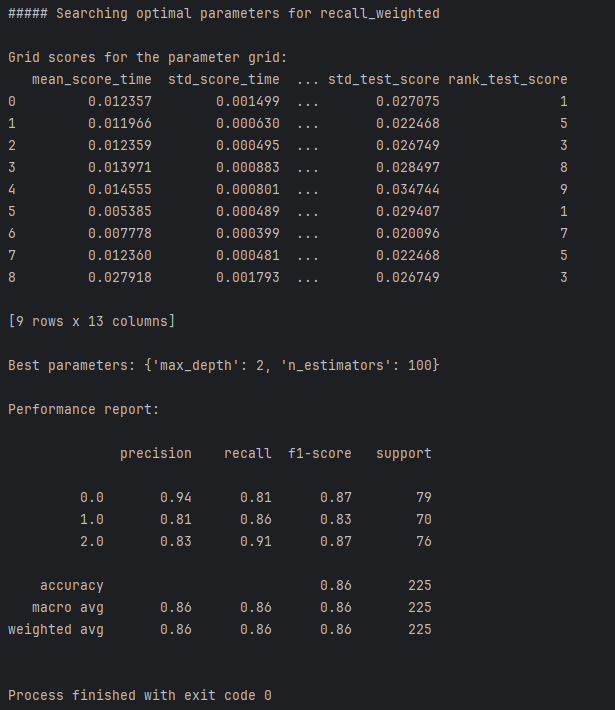 ##### Searching optimal parameters for recall_weighted
Grid scores for the parameter grid:
mean_score_time  std_score_time  ... std_test_score rank_test_score
0         0.012357        0.001499  ...       0.027075               1
1         0.011966        0.000630  ...       0.022468               5
2         0.012359        0.000495  ...       0.026749               3
3         0.013971        0.000883  ...       0.028497               8
4         0.014555        0.000801  ...       0.034744               9
5         0.005385        0.000489  ...       0.029407               1
6         0.007778        0.000399  ...       0.020096               7
7         0.012360        0.000481  ...       0.022468               5
8         0.027918        0.001793  ...       0.026749               3
[9 rows x 13 columns]
Best parameters: {'max_depth': 2, 'n_estimators': 100}
Performance report:
precision    recall  f1-score   support
0.0       0.94      0.81      0.87        79
1.0       0.81      0.86      0.83        70
2.0       0.83      0.91      0.87        76
accuracy                           0.86       225
macro avg       0.86      0.86      0.86       225
weighted avg       0.86      0.86      0.86       225
Process finished with exit code 0